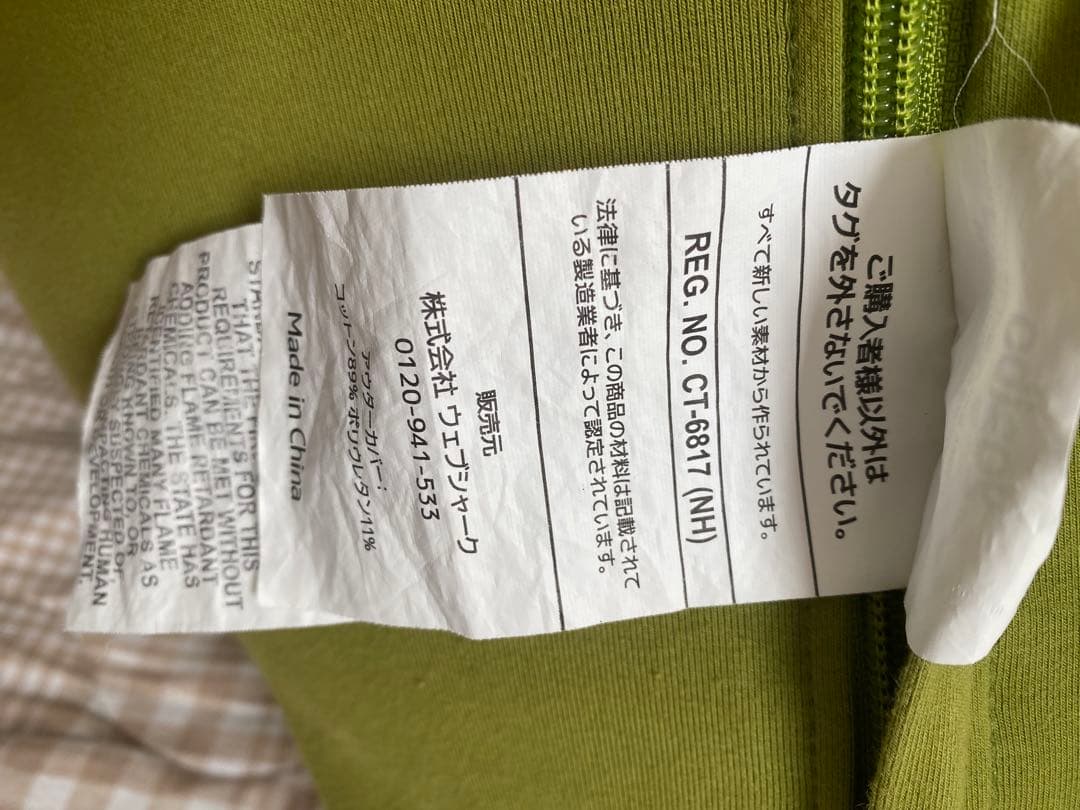 ご購入者様以外は
タグを外さないでください。
すべて新しい素材から作られています。
REG. NO. CT-6817 (NH)
法律に基づき、この商品の材料は記載されて
いる製造業者によって認定されています。
販売元
株式会社 ウェブシャーク
0120-941-533
アウターカバー：
コットン89% ポリウレタン11%
Made in China
THAT THE FOR THIS
REQUIREMENTS FOR THIS
PRODUCT CAN BE MET WITHOUT
ADDING FLAME RETARDANT
CHEMICALS. THE STATE HAS
IDENTIFIED MANY FLAME
RETARDANT CHEMICALS AS
KNOWN TO, OR
SUSPECTED OF,
IMPACTING HUMAN
DEVELOPMENT.